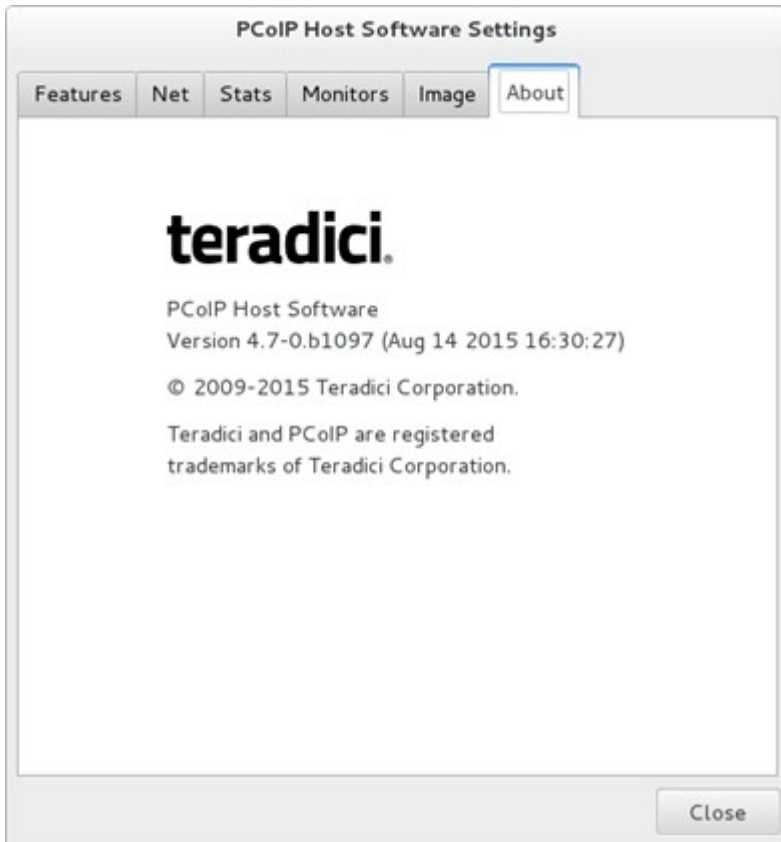 PCoIP Host Software Settings
Features Net Stats Monitors Image About
teradici®
PCoIP Host Software
Version 4.7-0.b1097 (Aug 14 2015 16:30:27)
© 2009-2015 Teradici Corporation.
Teradici and PCoIP are registered
trademarks of Teradici Corporation.
Close